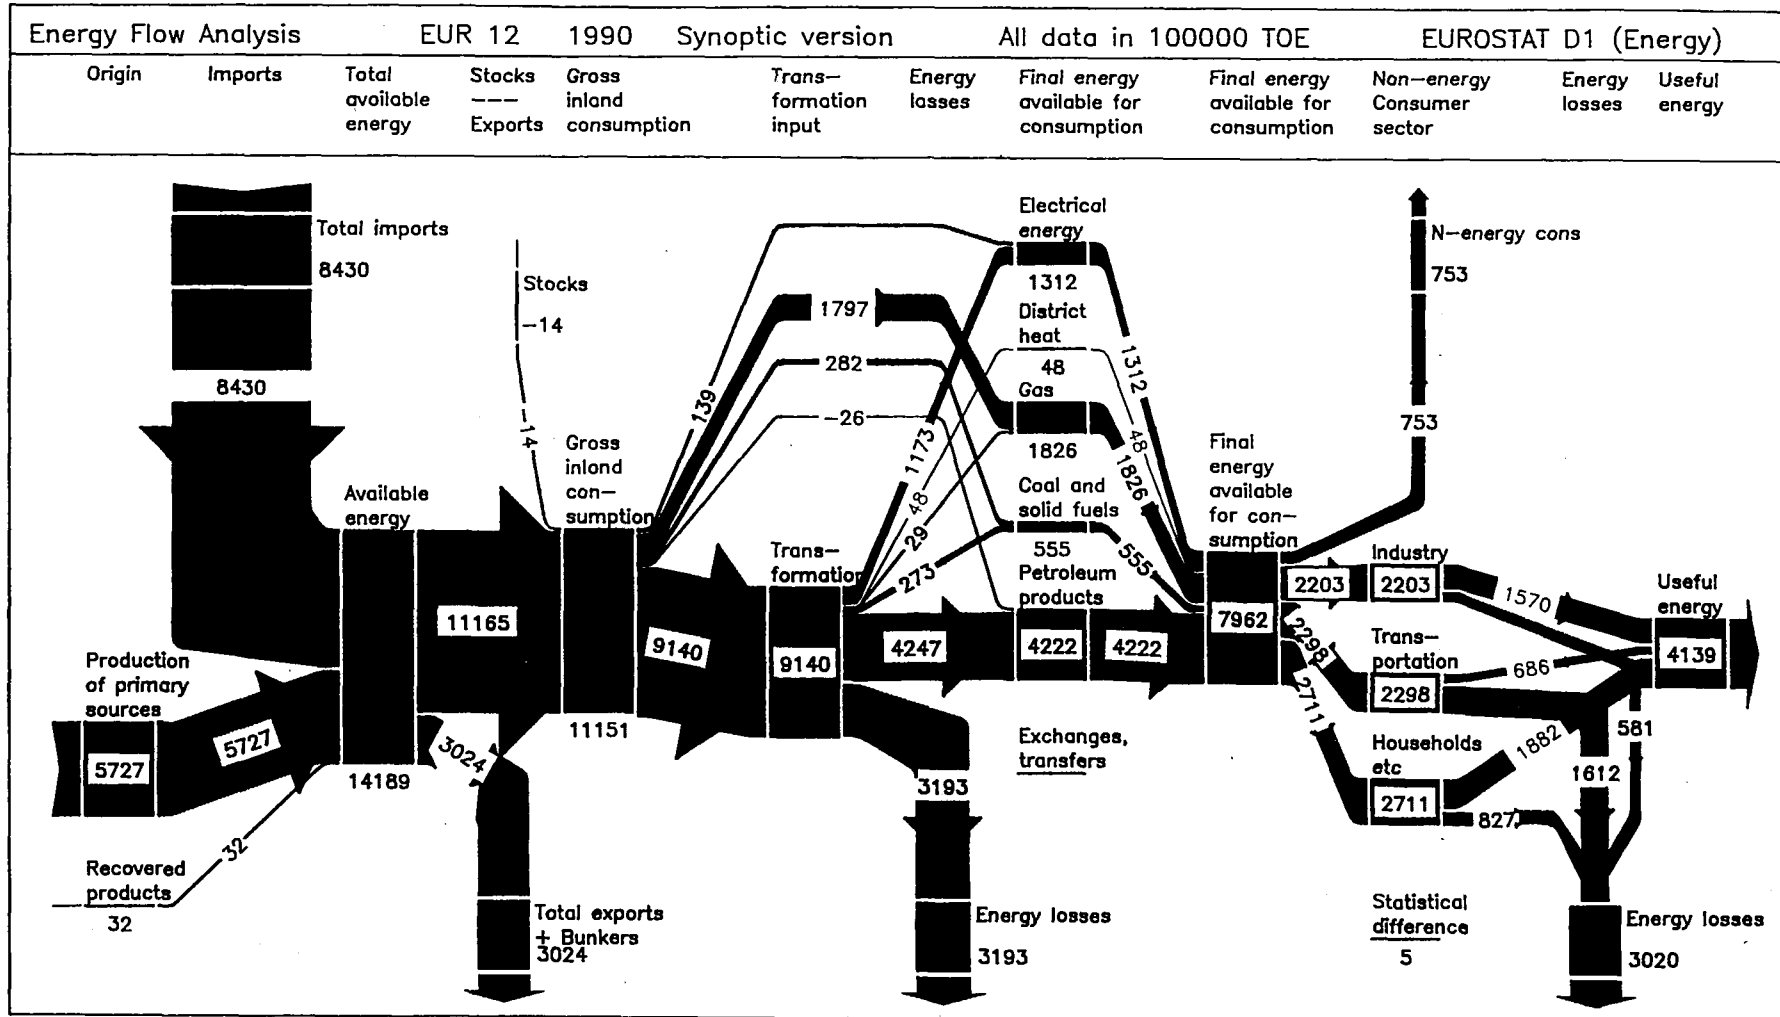 Energy Flow Analysis EUR 12 1990 Synoptic version All data in 100000 TOE EUROSTAT D1 (Energy)
Origin Imports Total Stocks Gross Trans- Energy Final energy Final energy Non-energy Energy Useful
available --- inland formation losses available for available for Consumer losses energy
energy Exports consumption input consumption consumption sector
Total imports
8430
8430
Stocks
-14
-14
Production
of primary
sources
5727
5727
Recovered
products
32
32
Available
energy
14189
11165
3024
Total exports
+ Bunkers
3024
Gross
inland
con-
sumption
11151
139
1797
282
-26
9140
Trans-
formation
9140
1173
48
29
273
4247
3193
Energy losses
3193
Electrical
energy
1312
District
heat
48
Gas
1826
Coal and
solid fuels
555
Petroleum
products
4222
Exchanges,
transfers
1312
48
1826
555
4222
Final
energy
available
for con-
sumption
7962
N-energy cons
753
753
2203
2298
2711
Industry
2203
Trans-
portation
2298
Households
etc
2711
Statistical
difference
5
1570
686
1882
827
1612
581
Energy losses
3020
Useful
energy
4139